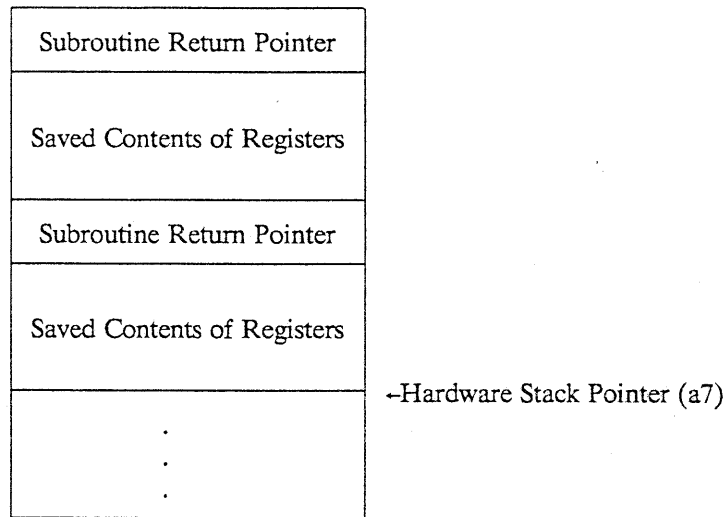 Subroutine Return Pointer
Saved Contents of Registers
Subroutine Return Pointer
Saved Contents of Registers
←Hardware Stack Pointer (a7)
.
.
.